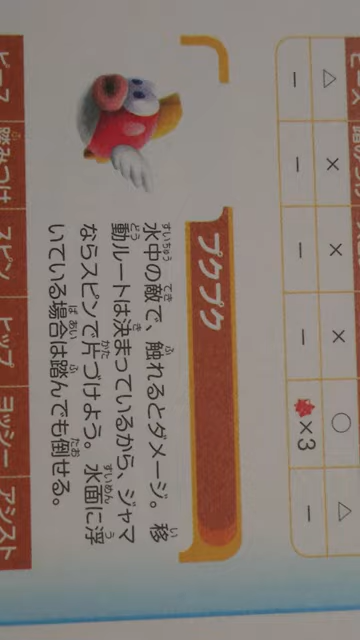 △ × × × ○ △
− − − − ×3 −
プクプク
水中の敵で、触れるとダメージ。移
動ルートは決まっているから、ジャマ
ならスピンで片づけよう。水面に浮
いている場合は踏んでも倒せる。
ピース 踏みつけ スピン ヒップ ヨッシー アシスト